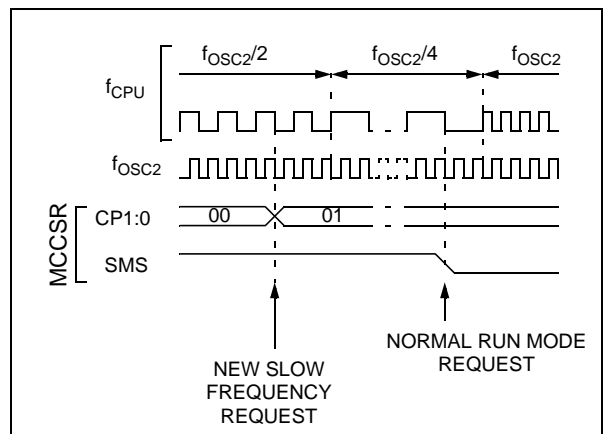 fOSC2/2 fOSC2/4 fOSC2
fCPU
fOSC2
MCCSR
CP1:0 00 01
SMS
NEW SLOW
FREQUENCY
REQUEST
NORMAL RUN MODE
REQUEST